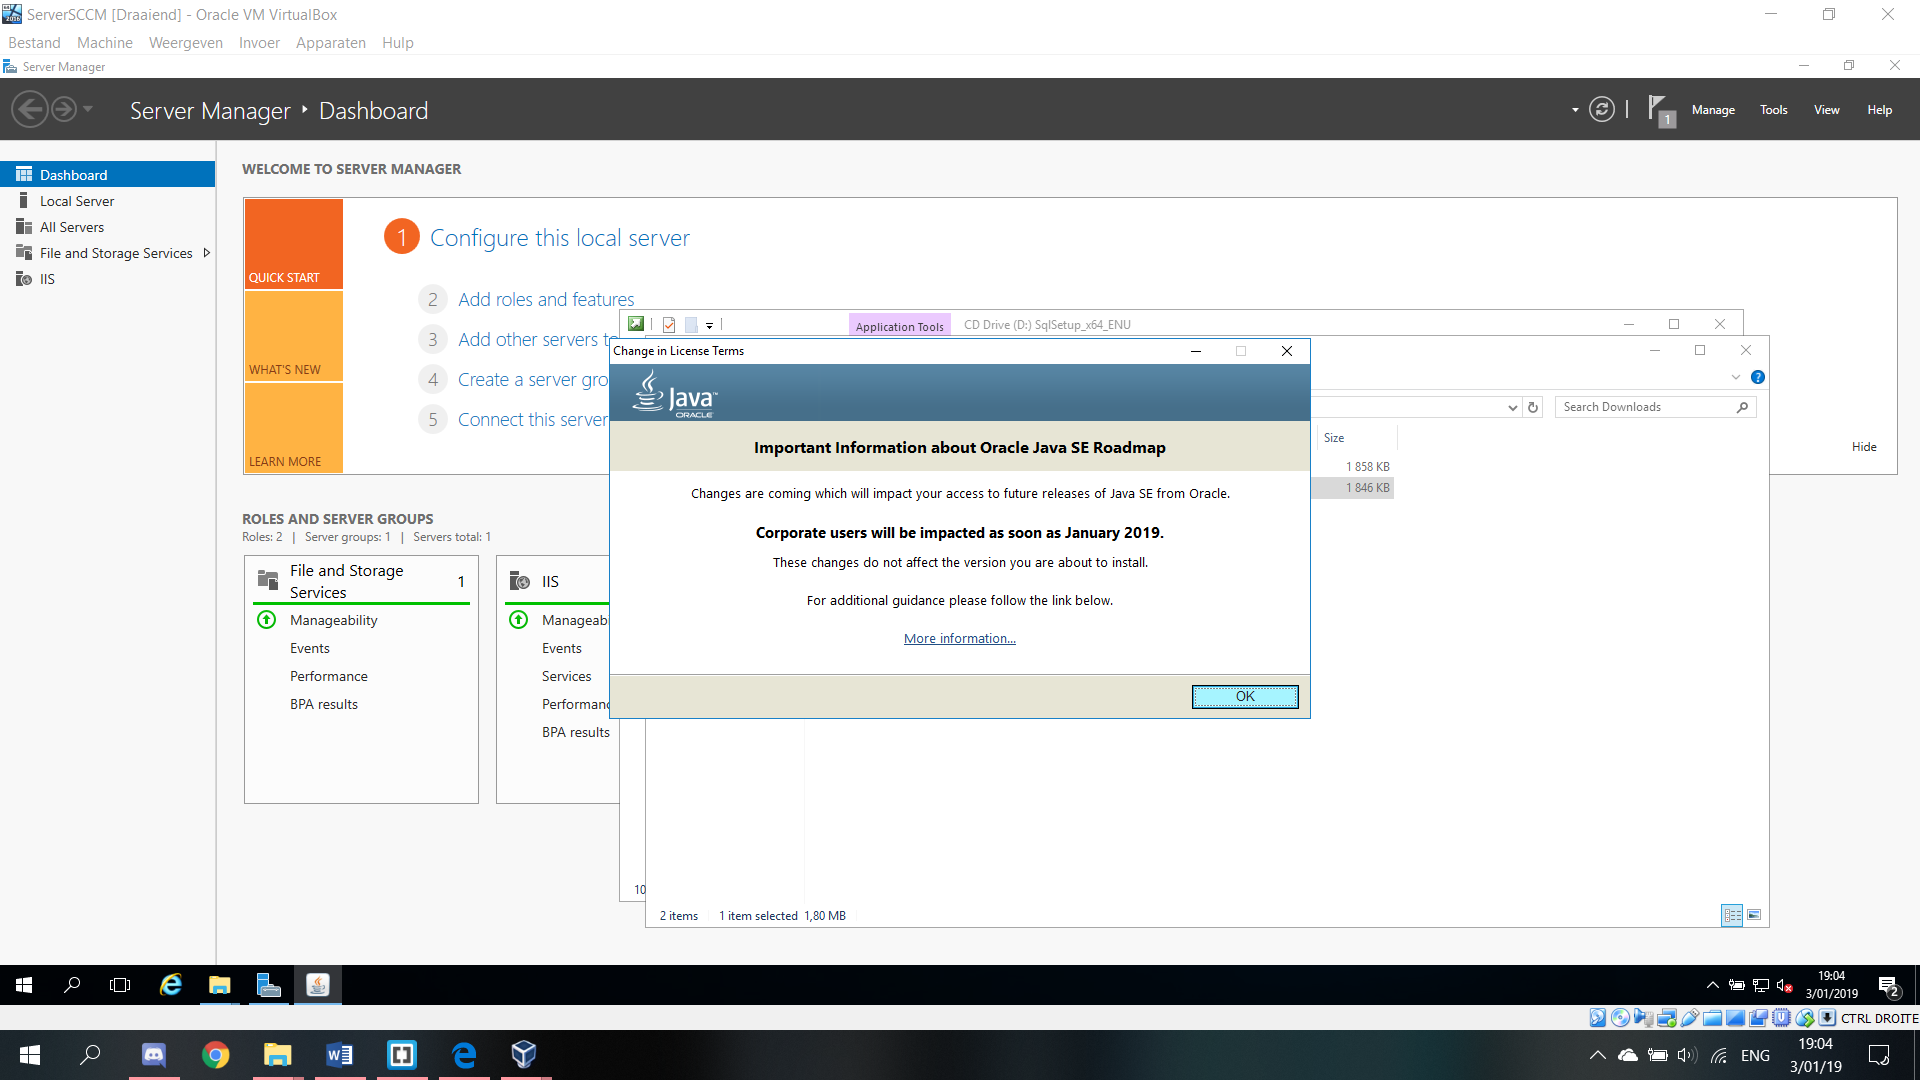 ServerSCCM [Draaiend] - Oracle VM VirtualBox
Bestand Machine Weergeven Invoer Apparaten Hulp
Server Manager
Server Manager Dashboard
1
Manage Tools View Help
Dashboard
Local Server
All Servers
File and Storage Services
IIS
WELCOME TO SERVER MANAGER
QUICK START
WHAT'S NEW
LEARN MORE
1 Configure this local server
2 Add roles and features
3 Add other servers to
4 Create a server gro
5 Connect this server
Hide
Application Tools CD Drive (D:) SqlSetup_x64_ENU
Search Downloads
Size
1 858 KB
1 846 KB
Change in License Terms
Java™
ORACLE
Important Information about Oracle Java SE Roadmap
Changes are coming which will impact your access to future releases of Java SE from Oracle.
Corporate users will be impacted as soon as January 2019.
These changes do not affect the version you are about to install.
For additional guidance please follow the link below.
More information...
OK
ROLES AND SERVER GROUPS
Roles: 2 | Server groups: 1 | Servers total: 1
File and Storage
Services
1
Manageability
Events
Performance
BPA results
IIS
Manageabi
Events
Services
Performanc
BPA results
10
2 items 1 item selected 1,80 MB
19:04
3/01/2019
2
CTRL DROITE
ENG
19:04
3/01/19